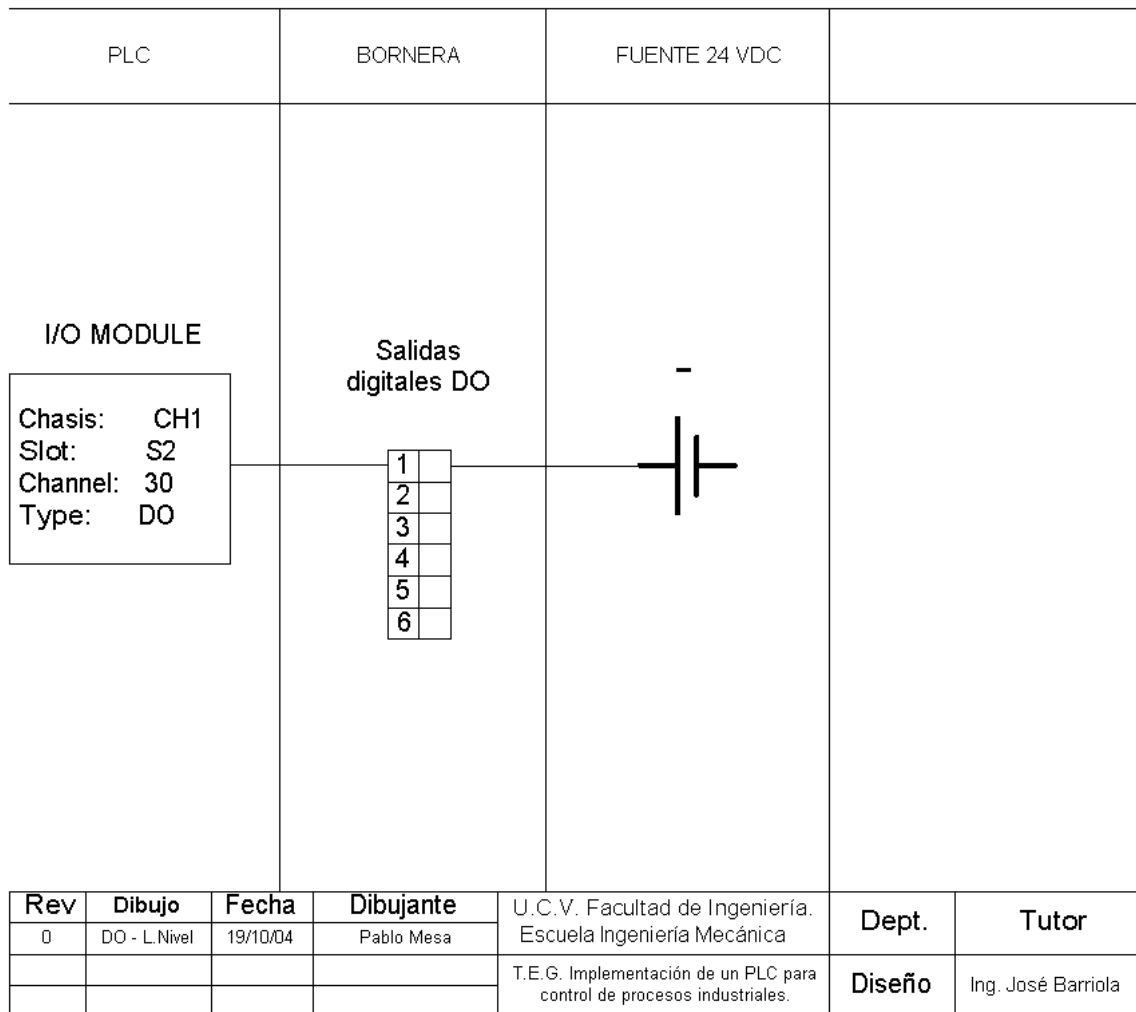 PLC
BORNERA
FUENTE 24 VDC
I/O MODULE
Chasis: CH1
Slot: S2
Channel: 30
Type: DO
Salidas
digitales DO
1
2
3
4
5
6
-
Rev Dibujo Fecha Dibujante
0 DO - L.Nivel 19/10/04 Pablo Mesa
U.C.V. Facultad de Ingeniería.
Escuela Ingeniería Mecánica
T.E.G. Implementación de un PLC para
control de procesos industriales.
Dept. Tutor
Diseño Ing. José Barriola